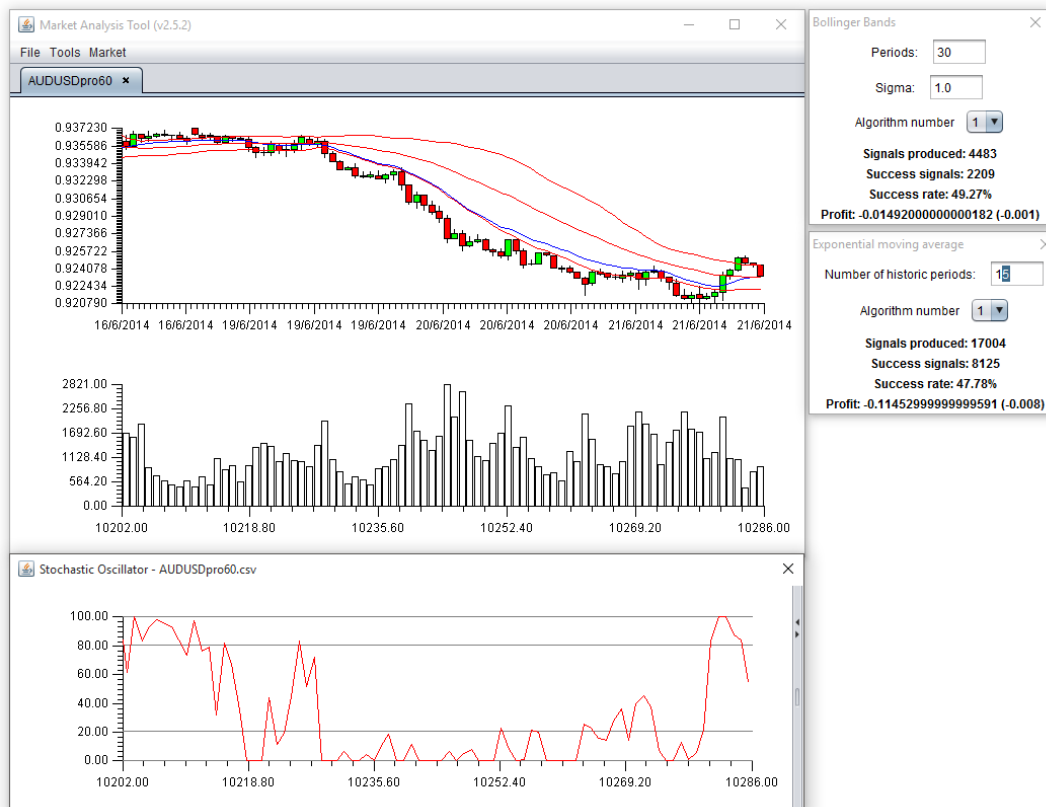 Market Analysis Tool (v2.5.2)
File Tools Market
AUDUSDpro60
0.937230
0.935586
0.933942
0.932298
0.930654
0.929010
0.927366
0.925722
0.924078
0.922434
0.920790
16/6/2014 16/6/2014 19/6/2014 19/6/2014 19/6/2014 20/6/2014 20/6/2014 20/6/2014 21/6/2014 21/6/2014 21/6/2014
2821.00
2256.80
1692.60
1128.40
564.20
0.00
10202.00 10218.80 10235.60 10252.40 10269.20 10286.00
Stochastic Oscillator - AUDUSDpro60.csv
100.00
80.00
60.00
40.00
20.00
0.00
10202.00 10218.80 10235.60 10252.40 10269.20 10286.00
Bollinger Bands
Periods: 30
Sigma: 1.0
Algorithm number 1
Signals produced: 4483
Success signals: 2209
Success rate: 49.27%
Profit: -0.01492000000000182 (-0.001)
Exponential moving average
Number of historic periods: 15
Algorithm number 1
Signals produced: 17004
Success signals: 8125
Success rate: 47.78%
Profit: -0.11452999999999591 (-0.008)